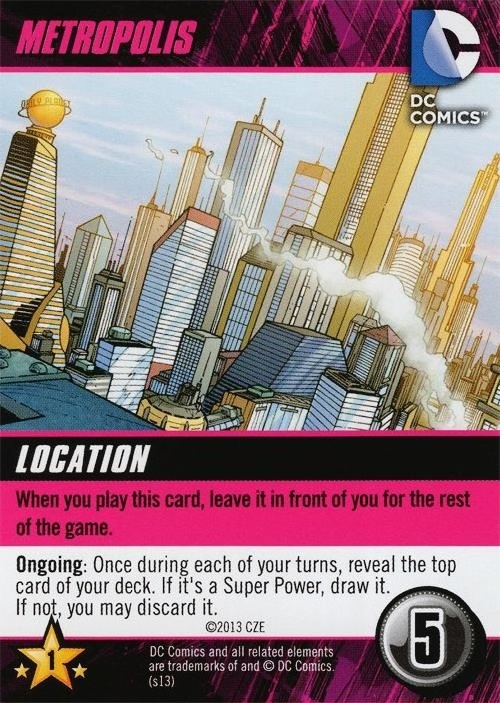 METROPOLIS
DC
COMICS™
DAILY PLANET
LOCATION
When you play this card, leave it in front of you for the rest
of the game.
Ongoing: Once during each of your turns, reveal the top
card of your deck. If it's a Super Power, draw it.
If not, you may discard it.
©2013 CZE
1
DC Comics and all related elements
are trademarks of and © DC Comics.
(s13)
5